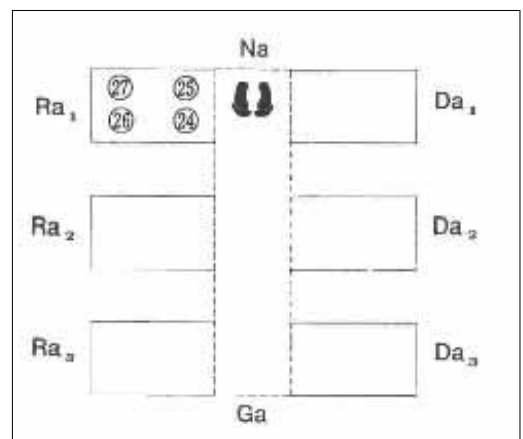 Na
Ra₁ ㉗ ㉕ Da₁
㉖ ㉔
Ra₂ Da₂
Ra₃ Da₃
Ga